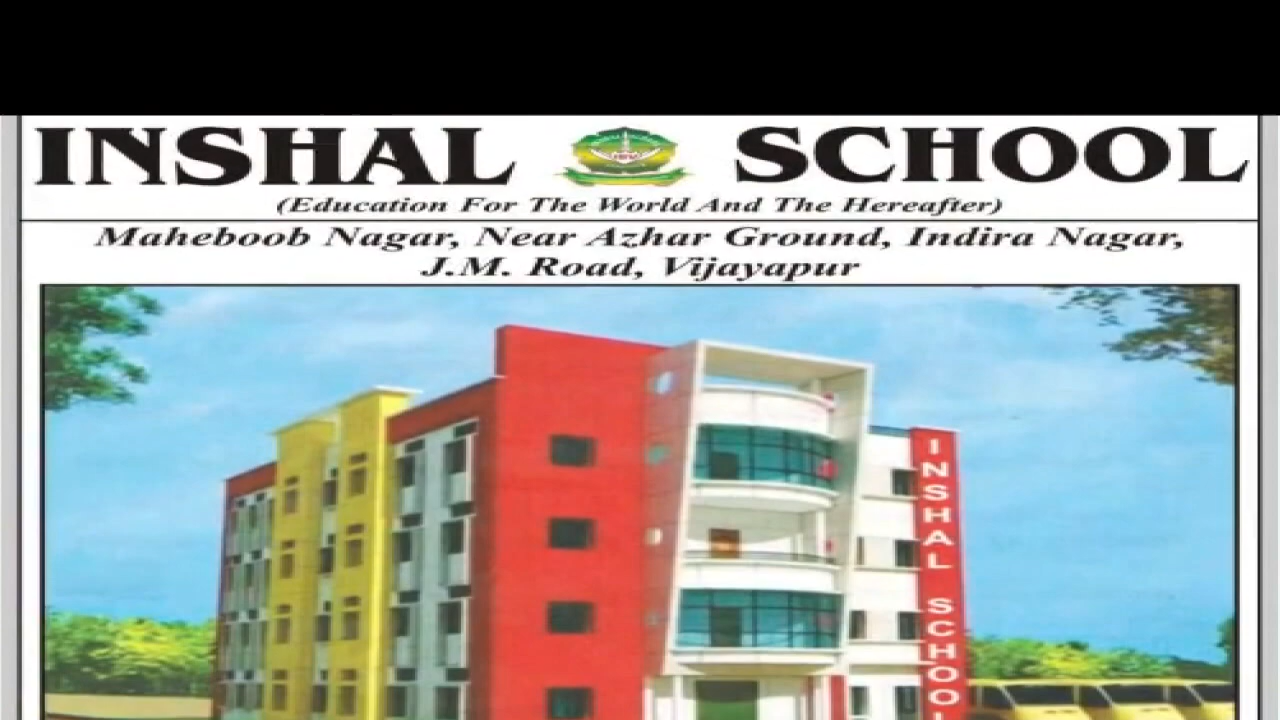 INSHAL SCHOOL
(Education For The World And The Hereafter)
Maheboob Nagar, Near Azhar Ground, Indira Nagar,
J.M. Road, Vijayapur
INSHAL SCHOOL